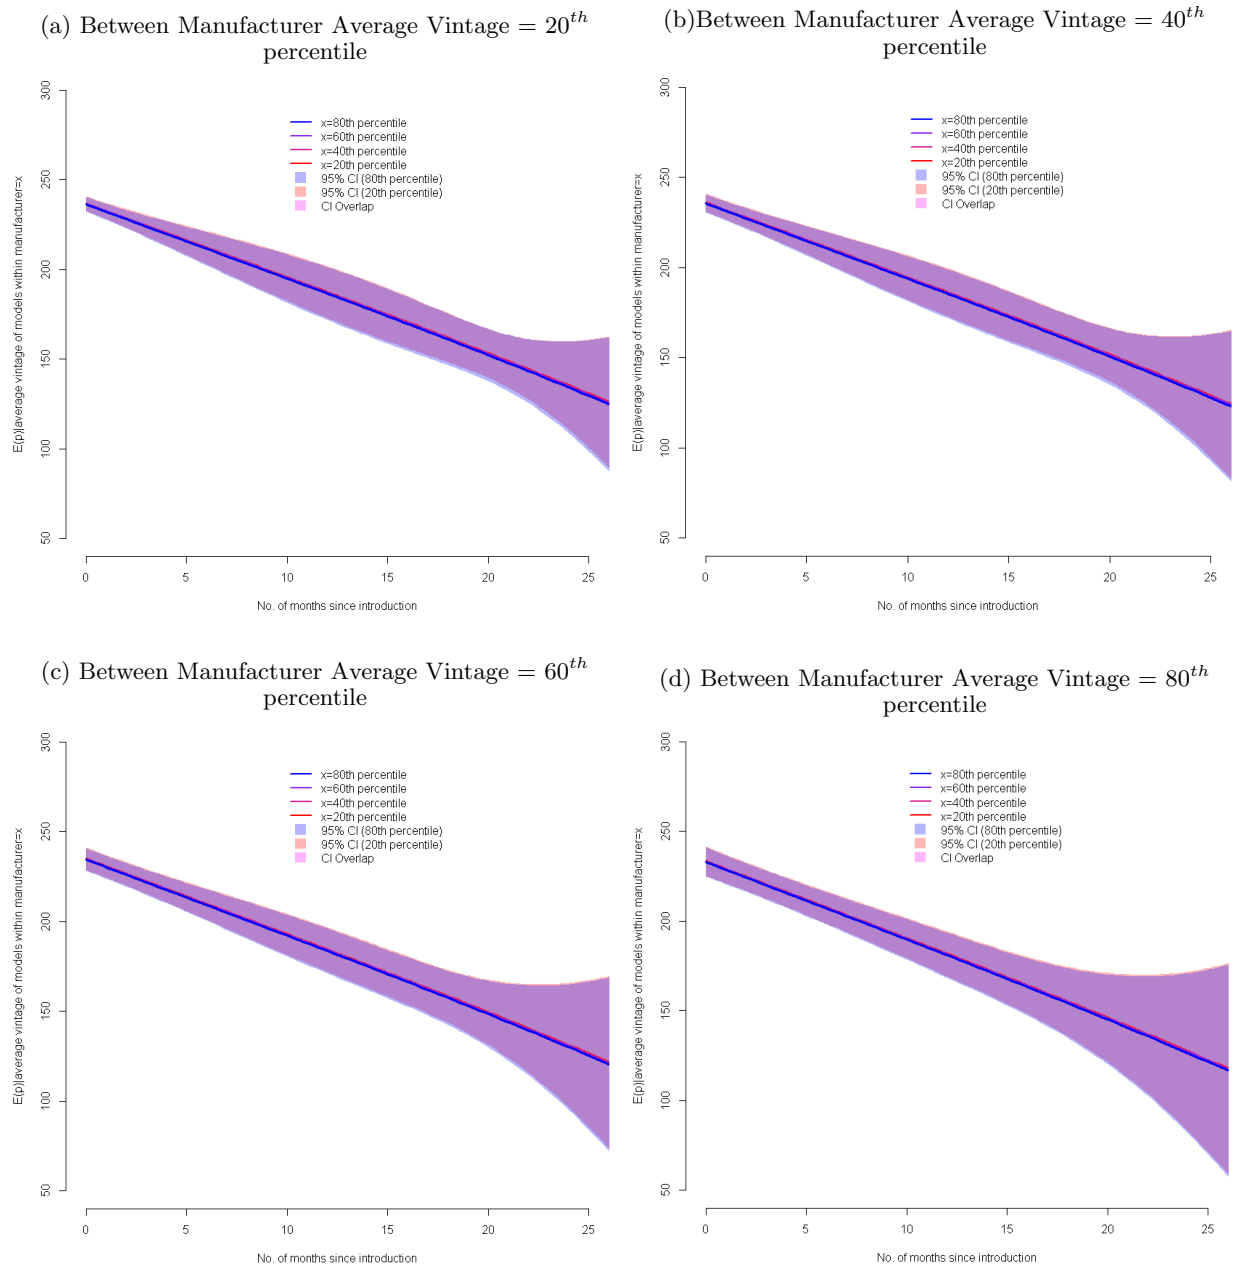 (a) Between Manufacturer Average Vintage = 20th
percentile
300
250
200
150
100
50
E(p)|average vintage of models within manufacturer=x
x=80th percentile
x=60th percentile
x=40th percentile
x=20th percentile
95% CI (80th percentile)
95% CI (20th percentile)
CI Overlap
0 5 10 15 20 25
No. of months since introduction
(b)Between Manufacturer Average Vintage = 40th
percentile
300
250
200
150
100
50
E(p)|average vintage of models within manufacturer=x
x=80th percentile
x=60th percentile
x=40th percentile
x=20th percentile
95% CI (80th percentile)
95% CI (20th percentile)
CI Overlap
0 5 10 15 20 25
No. of months since introduction
(c) Between Manufacturer Average Vintage = 60th
percentile
300
250
200
150
100
50
E(p)|average vintage of models within manufacturer=x
x=80th percentile
x=60th percentile
x=40th percentile
x=20th percentile
95% CI (80th percentile)
95% CI (20th percentile)
CI Overlap
0 5 10 15 20 25
No. of months since introduction
(d) Between Manufacturer Average Vintage = 80th
percentile
300
250
200
150
100
50
E(p)|average vintage of models within manufacturer=x
x=80th percentile
x=60th percentile
x=40th percentile
x=20th percentile
95% CI (80th percentile)
95% CI (20th percentile)
CI Overlap
0 5 10 15 20 25
No. of months since introduction